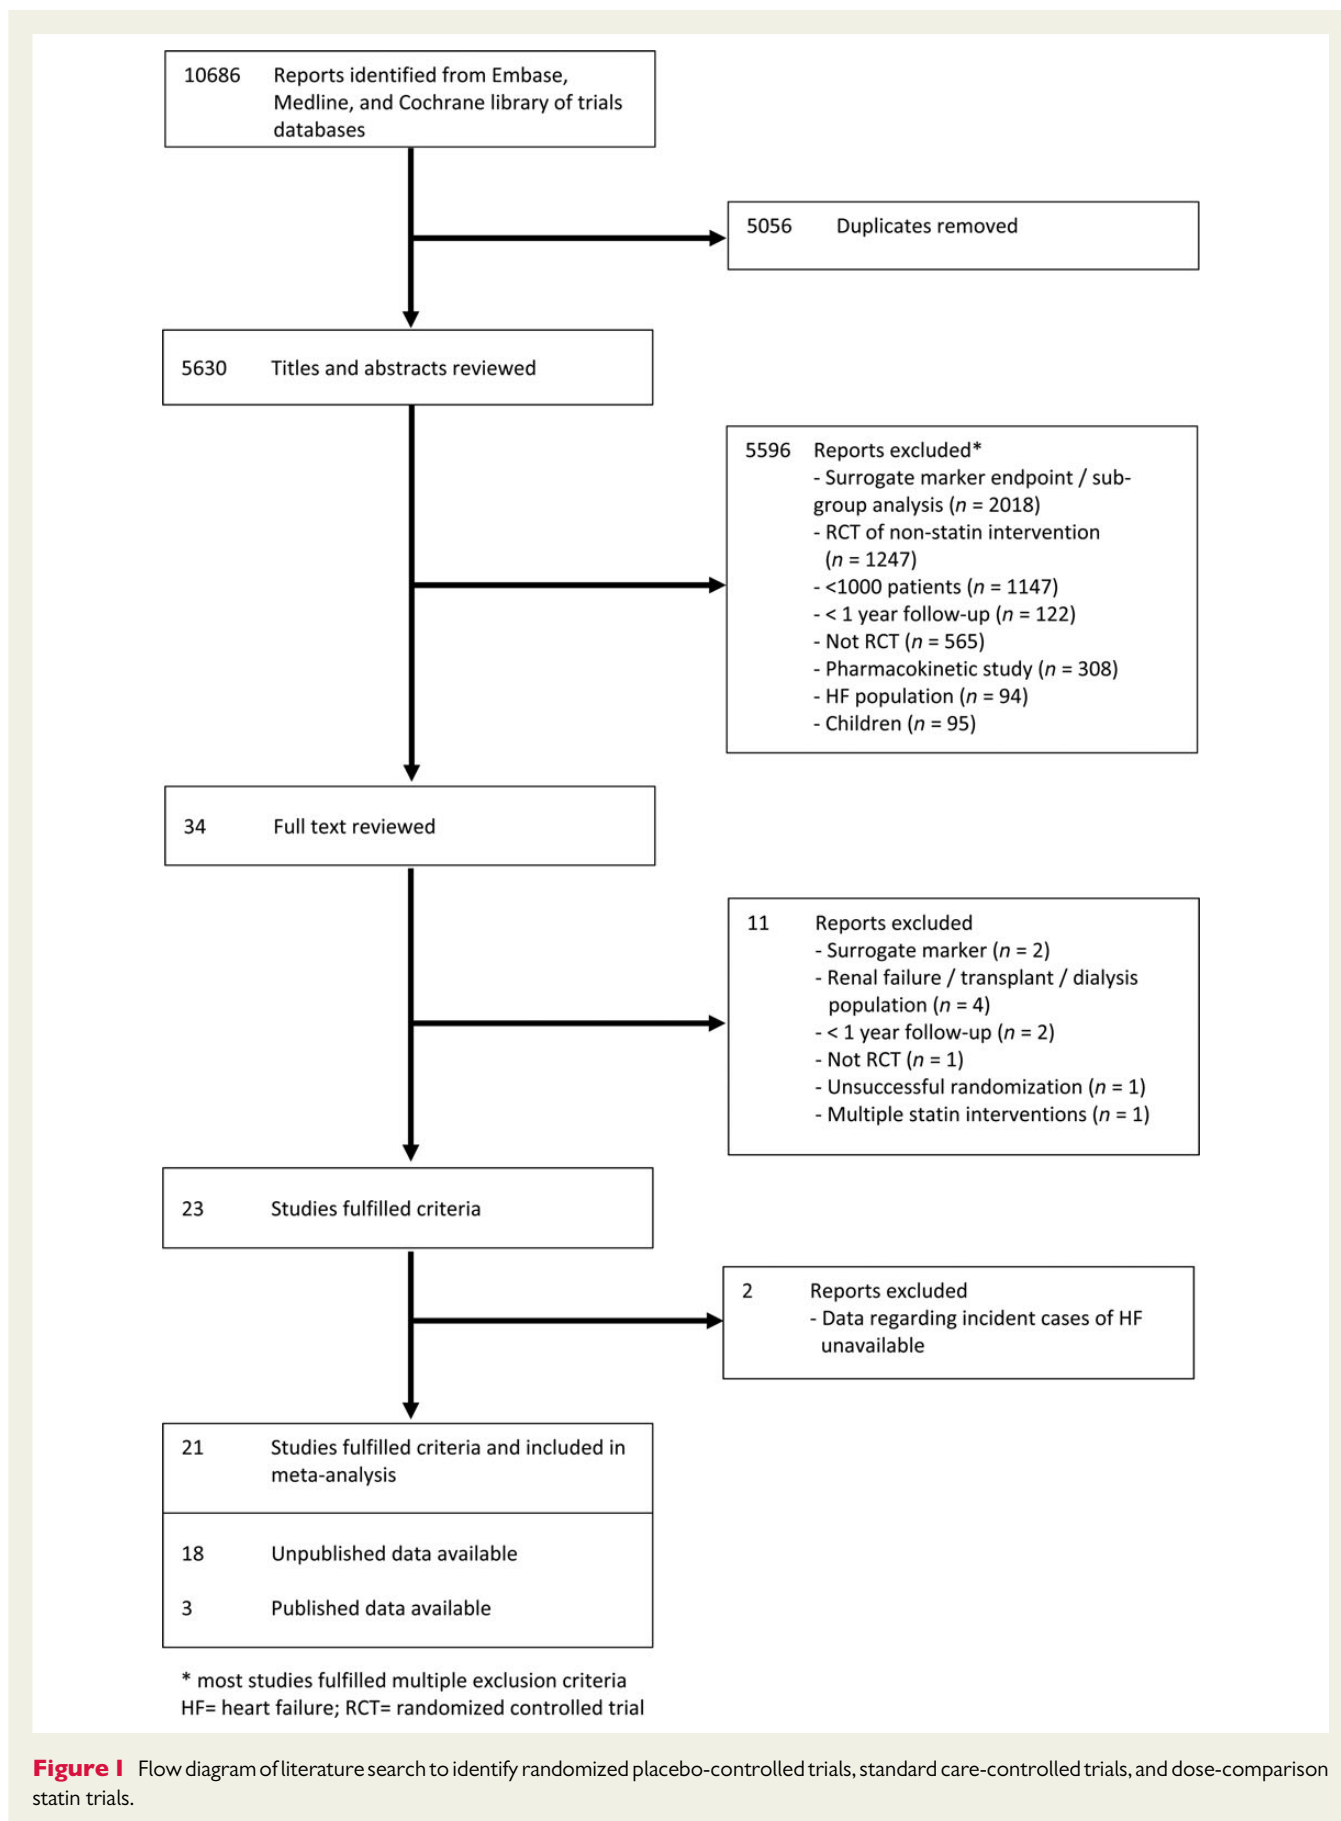 10686 Reports identified from Embase,
Medline, and Cochrane library of trials
databases
5056 Duplicates removed
5630 Titles and abstracts reviewed
5596 Reports excluded*
- Surrogate marker endpoint / sub-
group analysis (n = 2018)
- RCT of non-statin intervention
(n = 1247)
- <1000 patients (n = 1147)
- < 1 year follow-up (n = 122)
- Not RCT (n = 565)
- Pharmacokinetic study (n = 308)
- HF population (n = 94)
- Children (n = 95)
34 Full text reviewed
11 Reports excluded
- Surrogate marker (n = 2)
- Renal failure / transplant / dialysis
population (n = 4)
- < 1 year follow-up (n = 2)
- Not RCT (n = 1)
- Unsuccessful randomization (n = 1)
- Multiple statin interventions (n = 1)
23 Studies fulfilled criteria
2 Reports excluded
- Data regarding incident cases of HF
unavailable
21 Studies fulfilled criteria and included in
meta-analysis
18 Unpublished data available
3 Published data available
* most studies fulfilled multiple exclusion criteria
HF= heart failure; RCT= randomized controlled trial
Figure 1 Flow diagram of literature search to identify randomized placebo-controlled trials, standard care-controlled trials, and dose-comparison
statin trials.